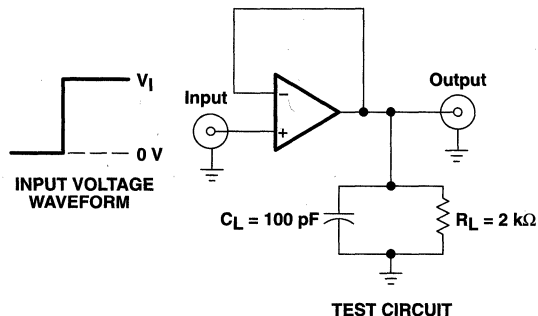 V_I
0 V
INPUT VOLTAGE
WAVEFORM
Input
−
+
Output
C_L = 100 pF
R_L = 2 kΩ
TEST CIRCUIT